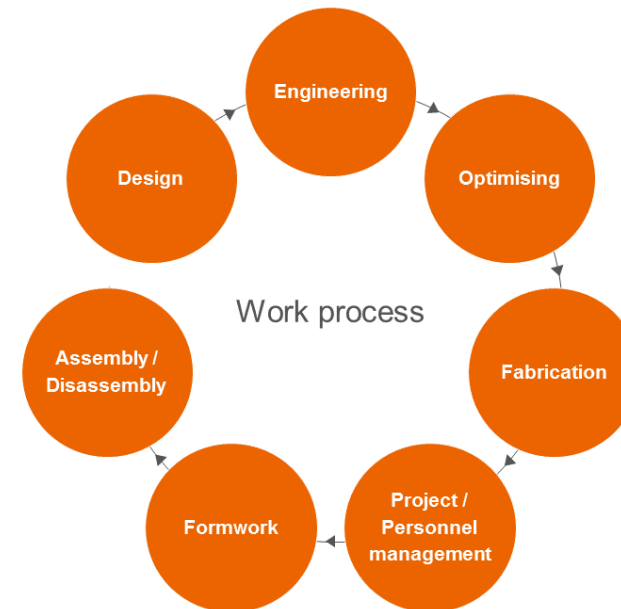 Engineering
Design
Optimising
Work process
Assembly /
Disassembly
Fabrication
Project /
Personnel
management
Formwork